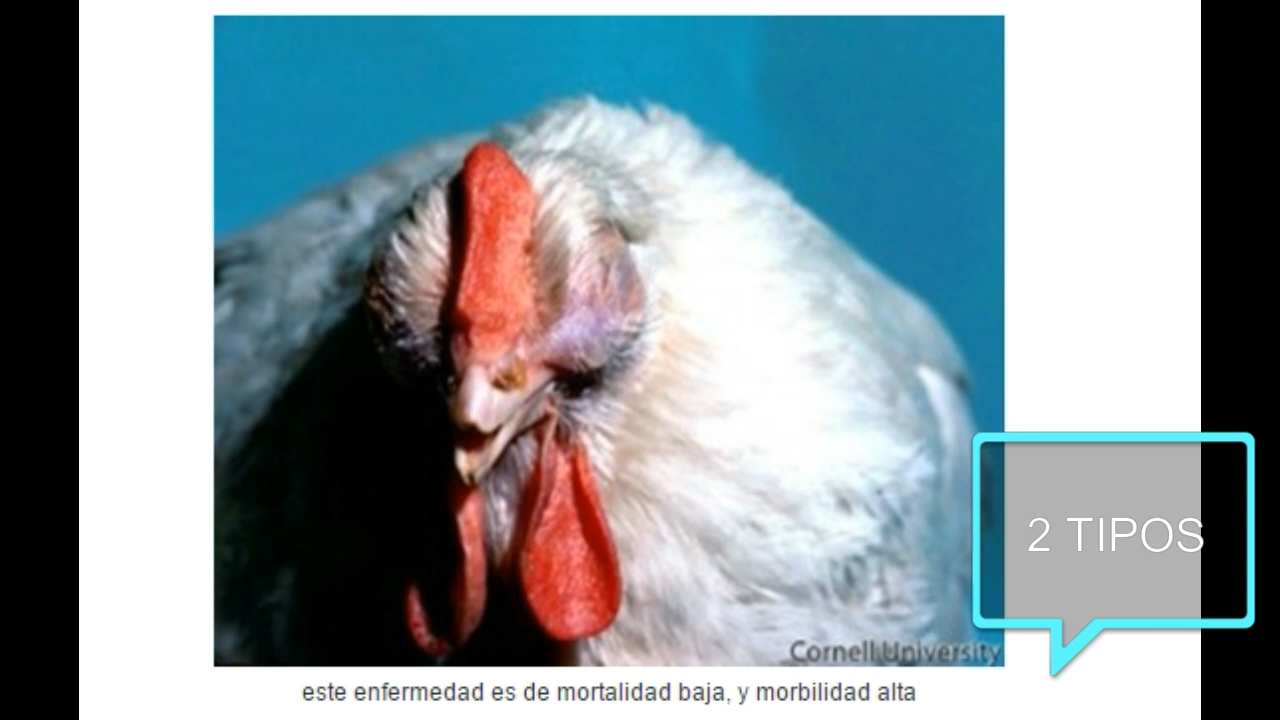 2 TIPOS
Cornell University
este enfermedad es de mortalidad baja, y morbilidad alta